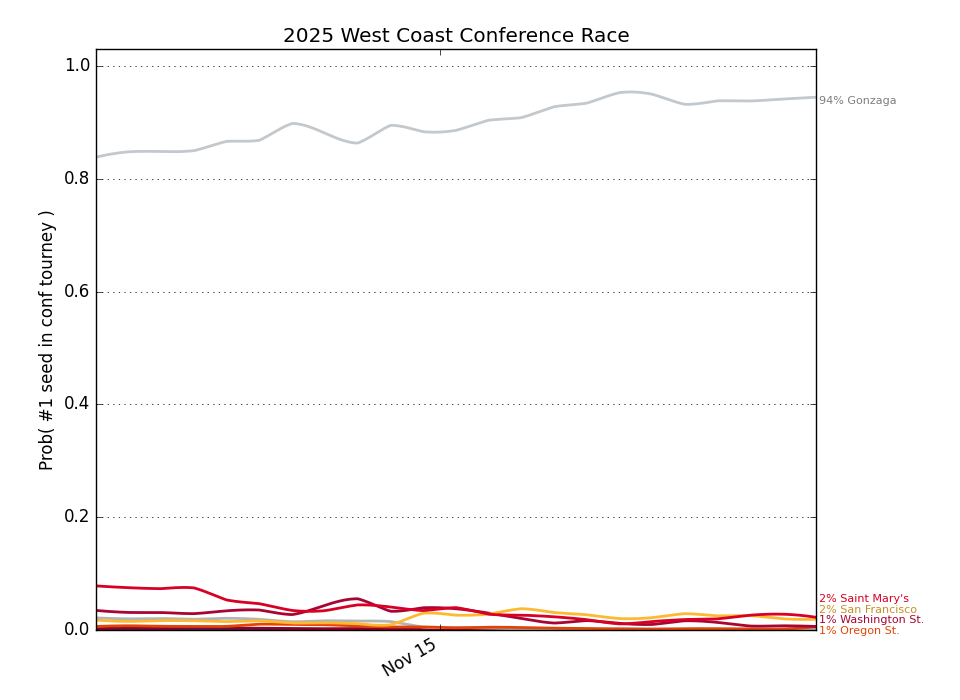 2025 West Coast Conference Race
Prob( #1 seed in conf tourney )
1.0
0.8
0.6
0.4
0.2
0.0
Nov 15
94% Gonzaga
2% Saint Mary's
2% San Francisco
1% Washington St.
1% Oregon St.